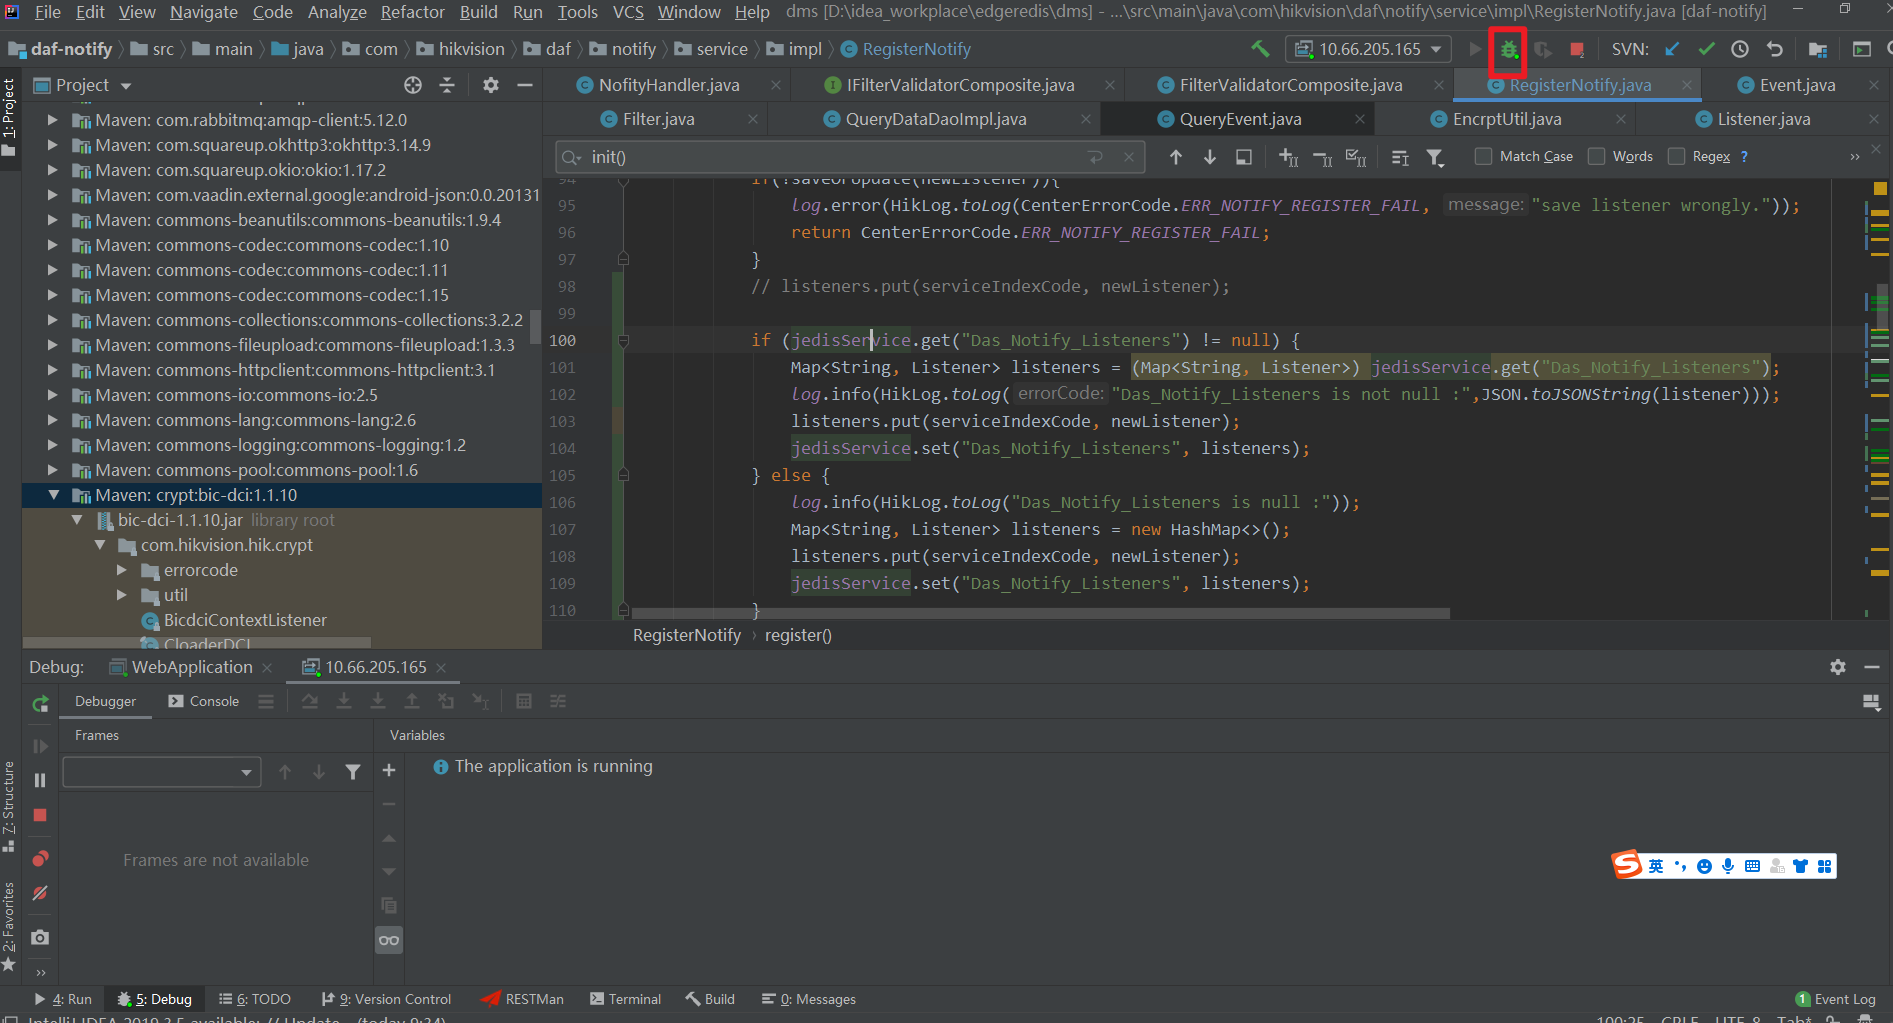 File Edit View Navigate Code Analyze Refactor Build Run Tools VCS Window Help dms [D:\idea_workplace\edgeredis\dms] - ...\src\main\java\com\hikvision\daf\notify\service\impl\RegisterNotify.java [daf-notify]
daf-notify src main java com hikvision daf notify service impl RegisterNotify 10.66.205.165 SVN:
Project
NofityHandler.java IFilterValidatorComposite.java FilterValidatorComposite.java RegisterNotify.java Event.java
Filter.java QueryDataDaoImpl.java QueryEvent.java EncrptUtil.java Listener.java
init() Match Case Words Regex ? »
1: Project
Maven: com.rabbitmq:amqp-client:5.12.0
Maven: com.squareup.okhttp3:okhttp:3.14.9
Maven: com.squareup.okio:okio:1.17.2
Maven: com.vaadin.external.google:android-json:0.0.20131
Maven: commons-beanutils:commons-beanutils:1.9.4
Maven: commons-codec:commons-codec:1.10
Maven: commons-codec:commons-codec:1.11
Maven: commons-codec:commons-codec:1.15
Maven: commons-collections:commons-collections:3.2.2
Maven: commons-fileupload:commons-fileupload:1.3.3
Maven: commons-httpclient:commons-httpclient:3.1
Maven: commons-io:commons-io:2.5
Maven: commons-lang:commons-lang:2.6
Maven: commons-logging:commons-logging:1.2
Maven: commons-pool:commons-pool:1.6
Maven: crypt:bic-dci:1.1.10
bic-dci-1.1.10.jar library root
com.hikvision.hik.crypt
errorcode
util
BicdciContextListener
CloaderDCI
94 if(!saveOrUpdate(newListener)){
95 log.error(HikLog.toLog(CenterErrorCode.ERR_NOTIFY_REGISTER_FAIL, message: "save listener wrongly."));
96 return CenterErrorCode.ERR_NOTIFY_REGISTER_FAIL;
97 }
98 // listeners.put(serviceIndexCode, newListener);
99
100 if (jedisService.get("Das_Notify_Listeners") != null) {
101 Map<String, Listener> listeners = (Map<String, Listener>) jedisService.get("Das_Notify_Listeners");
102 log.info(HikLog.toLog( errorCode: "Das_Notify_Listeners is not null :",JSON.toJSONString(listener)));
103 listeners.put(serviceIndexCode, newListener);
104 jedisService.set("Das_Notify_Listeners", listeners);
105 } else {
106 log.info(HikLog.toLog("Das_Notify_Listeners is null :"));
107 Map<String, Listener> listeners = new HashMap<>();
108 listeners.put(serviceIndexCode, newListener);
109 jedisService.set("Das_Notify_Listeners", listeners);
110 }
RegisterNotify › register()
Debug: WebApplication 10.66.205.165
Debugger Console
Frames Variables
The application is running
Frames are not available
7: Structure
2: Favorites
英
4: Run 5: Debug 6: TODO 9: Version Control RESTMan Terminal Build 0: Messages 1 Event Log
IntelliJ IDEA 2019.3.5 available: // Update... (today 9:34) 100:25 CRLF UTF-8 Tab*